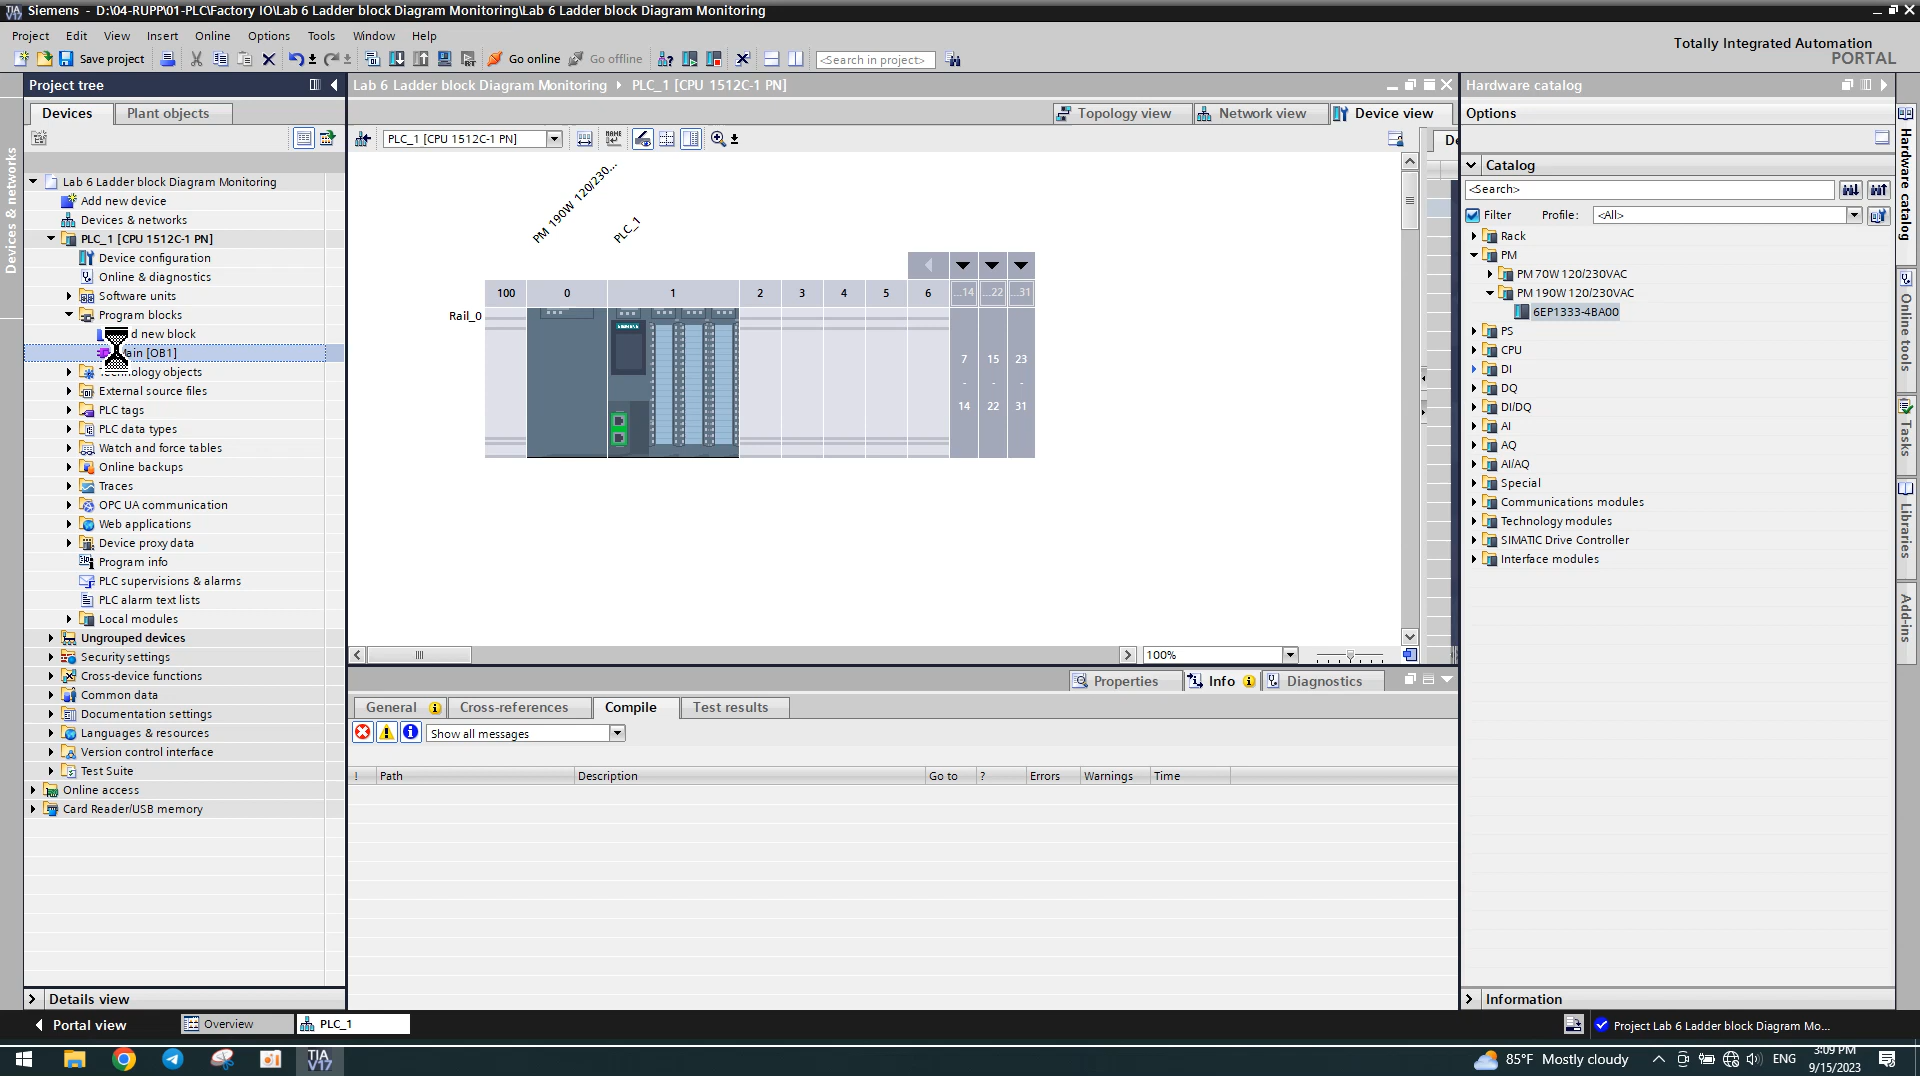 Siemens - D:\04-RUPP\01-PLC\Factory IO\Lab 6 Ladder block Diagram Monitoring\Lab 6 Ladder block Diagram Monitoring
Project Edit View Insert Online Options Tools Window Help
Totally Integrated Automation
PORTAL
Save project
Go online
Go offline
<Search in project>
Project tree
Lab 6 Ladder block Diagram Monitoring
PLC_1 [CPU 1512C-1 PN]
Hardware catalog
Devices
Plant objects
Topology view
Network view
Device view
Options
PLC_1 [CPU 1512C-1 PN]
De
Devices & networks
Lab 6 Ladder block Diagram Monitoring
Add new device
Devices & networks
PLC_1 [CPU 1512C-1 PN]
Device configuration
Online & diagnostics
Software units
Program blocks
d new block
ain [OB1]
nology objects
External source files
PLC tags
PLC data types
Watch and force tables
Online backups
Traces
OPC UA communication
Web applications
Device proxy data
Program info
PLC supervisions & alarms
PLC alarm text lists
Local modules
Ungrouped devices
Security settings
Cross-device functions
Common data
Documentation settings
Languages & resources
Version control interface
Test Suite
Online access
Card Reader/USB memory
Details view
PM 190W 120/230...
PLC_1
100 0 1 2 3 4 5 6 ...14 ...22 ...31
Rail_0
SIEMENS
7 15 23
- - -
14 22 31
100%
Properties
Info
Diagnostics
General
Cross-references
Compile
Test results
Show all messages
! Path Description Go to ? Errors Warnings Time
Catalog
<Search>
Filter
Profile:
<All>
Rack
PM
PM 70W 120/230VAC
PM 190W 120/230VAC
6EP1333-4BA00
PS
CPU
DI
DQ
DI/DQ
AI
AQ
AI/AQ
Special
Communications modules
Technology modules
SIMATIC Drive Controller
Interface modules
Information
Hardware catalog
Online tools
Tasks
Libraries
Add-ins
Portal view
Overview
PLC_1
Project Lab 6 Ladder block Diagram Mo...
TIA
V17
85°F Mostly cloudy
ENG
3:09 PM
9/15/2023